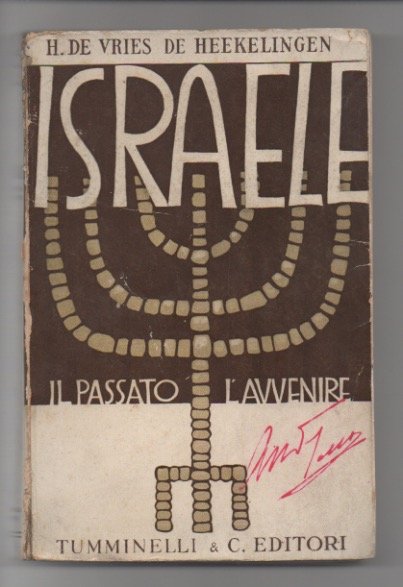 H. DE VRIES DE HEEKELINGEN
ISRAELE
IL PASSATO L'AVVENIRE
TUMMINELLI & C. EDITORI